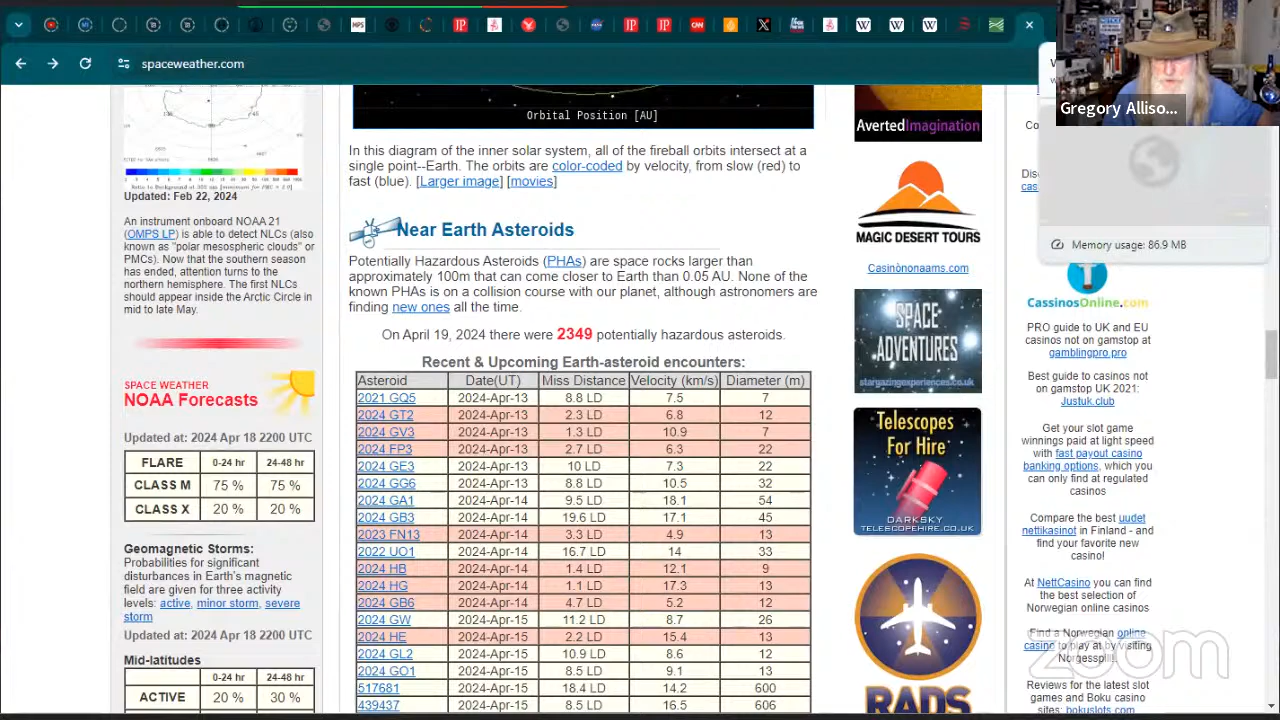 spaceweather.com
Gregory Alliso...
Memory usage: 86.9 MB
Updated: Feb 22, 2024
An instrument onboard NOAA 21
(OMPS LP) is able to detect NLCs (also
known as "polar mesospheric clouds" or
PMCs). Now that the southern season
has ended, attention turns to the
northern hemisphere. The first NLCs
should appear inside the Arctic Circle in
mid to late May.
SPACE WEATHER
NOAA Forecasts
Updated at: 2024 Apr 18 2200 UTC
FLARE 0-24 hr 24-48 hr
CLASS M 75 % 75 %
CLASS X 20 % 20 %
Geomagnetic Storms:
Probabilities for significant
disturbances in Earth's magnetic
field are given for three activity
levels: active, minor storm, severe
storm
Updated at: 2024 Apr 18 2200 UTC
Mid-latitudes
0-24 hr 24-48 hr
ACTIVE 20 % 30 %
Orbital Position [AU]
In this diagram of the inner solar system, all of the fireball orbits intersect at a
single point--Earth. The orbits are color-coded by velocity, from slow (red) to
fast (blue). [Larger image] [movies]
Near Earth Asteroids
Potentially Hazardous Asteroids (PHAs) are space rocks larger than
approximately 100m that can come closer to Earth than 0.05 AU. None of the
known PHAs is on a collision course with our planet, although astronomers are
finding new ones all the time.
On April 19, 2024 there were 2349 potentially hazardous asteroids.
Recent & Upcoming Earth-asteroid encounters:
Asteroid Date(UT) Miss Distance Velocity (km/s) Diameter (m)
2021 GQ5 2024-Apr-13 8.8 LD 7.5 7
2024 GT2 2024-Apr-13 2.3 LD 6.8 12
2024 GV3 2024-Apr-13 1.3 LD 10.9 7
2024 FP3 2024-Apr-13 2.7 LD 6.3 22
2024 GE3 2024-Apr-13 10 LD 7.3 22
2024 GG6 2024-Apr-13 8.8 LD 10.5 32
2024 GA1 2024-Apr-14 9.5 LD 18.1 54
2024 GB3 2024-Apr-14 19.6 LD 17.1 45
2023 FN13 2024-Apr-14 3.3 LD 4.9 13
2022 UO1 2024-Apr-14 16.7 LD 14 33
2024 HB 2024-Apr-14 1.4 LD 12.1 9
2024 HG 2024-Apr-14 1.1 LD 17.3 13
2024 GB6 2024-Apr-14 4.7 LD 5.2 12
2024 GW 2024-Apr-15 11.2 LD 8.7 26
2024 HE 2024-Apr-15 2.2 LD 15.4 13
2024 GL2 2024-Apr-15 10.9 LD 8.6 12
2024 GO1 2024-Apr-15 8.5 LD 9.1 13
517681 2024-Apr-15 18.4 LD 14.2 600
439437 2024-Apr-15 8.5 LD 16.5 606
AvertedImagination
MAGIC DESERT TOURS
Casinònoaams.com
SPACE
ADVENTURES
stargazingexperiences.co.uk
Telescopes
For Hire
DARKSKY
TELESCOPEHIRE.CO.UK
RADS
CassinosOnline.com
PRO guide to UK and EU
casinos not on gamstop at
gamblingpro.pro
Best guide to casinos not
on gamstop UK 2021:
Justuk.club
Get your slot game
winnings paid at light speed
with fast payout casino
banking options, which you
can only find at regulated
casinos
Compare the best uudet
nettikasinot in Finland - and
find your favorite new
casino!
At NettCasino you can find
the best selection of
Norwegian online casinos
Find a Norwegian online
casino to play at by visiting
Norgesspill!
Reviews for the latest slot
games and Boku casino
sites: bokuslots.com
zoom